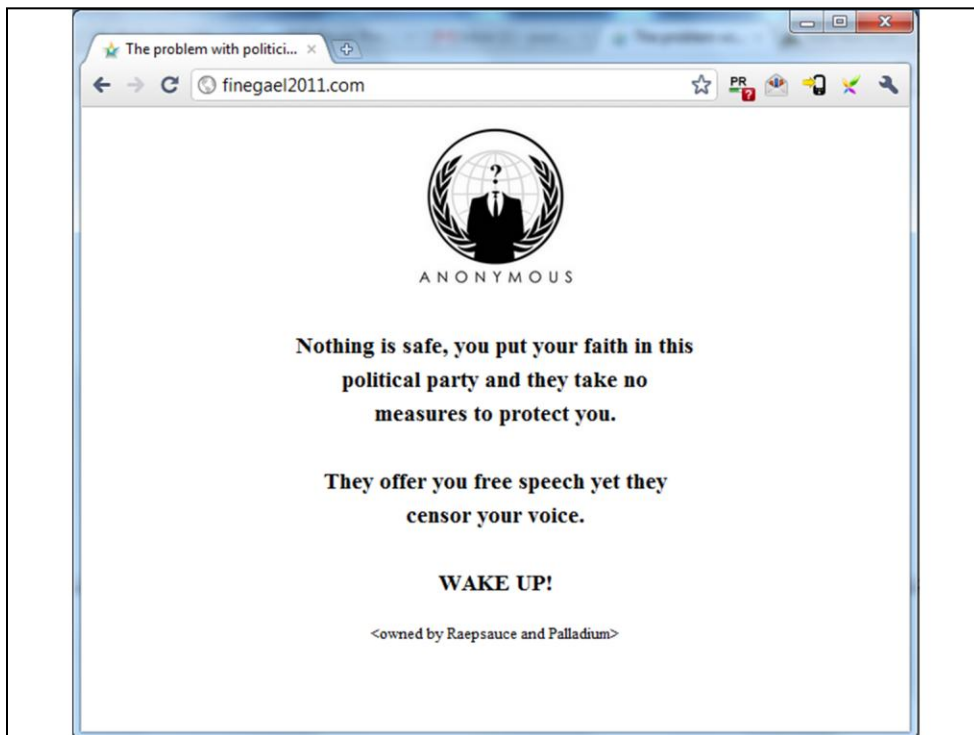 The problem with politici...
finegael2011.com
PR
?
?
ANONYMOUS
Nothing is safe, you put your faith in this
political party and they take no
measures to protect you.
They offer you free speech yet they
censor your voice.
WAKE UP!
<owned by Raepsauce and Palladium>